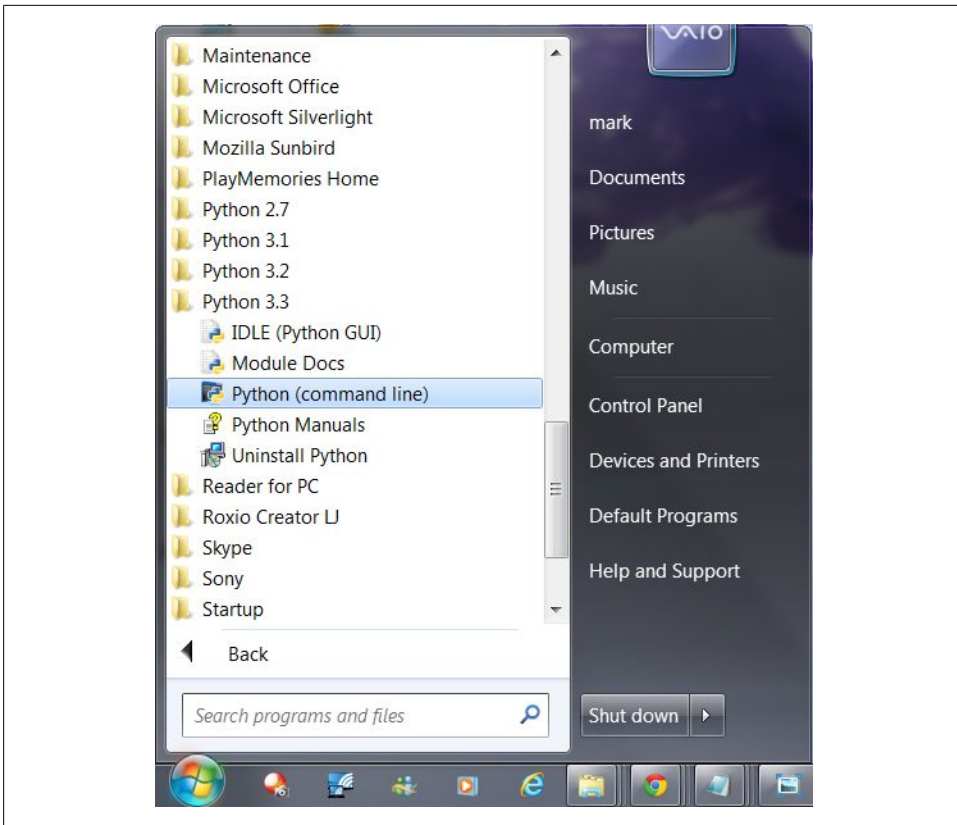 Maintenance
Microsoft Office
Microsoft Silverlight
Mozilla Sunbird
PlayMemories Home
Python 2.7
Python 3.1
Python 3.2
Python 3.3
IDLE (Python GUI)
Module Docs
Python (command line)
Python Manuals
Uninstall Python
Reader for PC
Roxio Creator LJ
Skype
Sony
Startup
Back
Search programs and files
VAIO
mark
Documents
Pictures
Music
Computer
Control Panel
Devices and Printers
Default Programs
Help and Support
Shut down